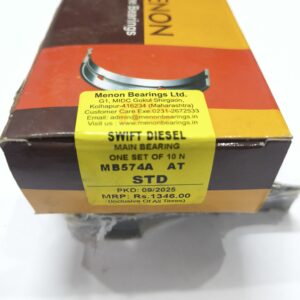 MENON
e Bearings
Menon Bearings Ltd.
G1, MIDC Gokul Shirgaon,
Kolhapur-416234 (Maharashtra)
Customer Care Exe:0231-2672533
Email: admin@menonbearings.in
Visit us : www.menonbearings.in
SWIFT DIESEL
MAIN BEARING
ONE SET OF 10 N
MB574A AT
STD
PKD: 09/2025
MRP: Rs.1346.00
(Inclusive Of All Taxes)